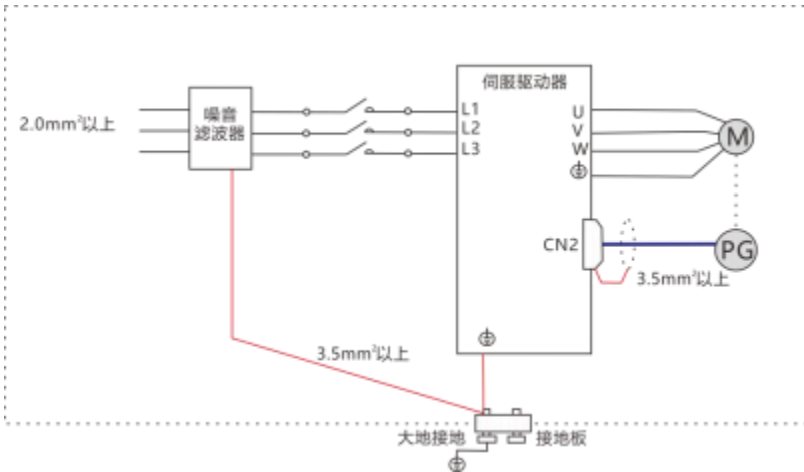 伺服驱动器
2.0mm²以上
噪音
滤波器
L1
L2
L3
U
V
W
M
CN2
PG
3.5mm²以上
3.5mm²以上
大地接地
接地板